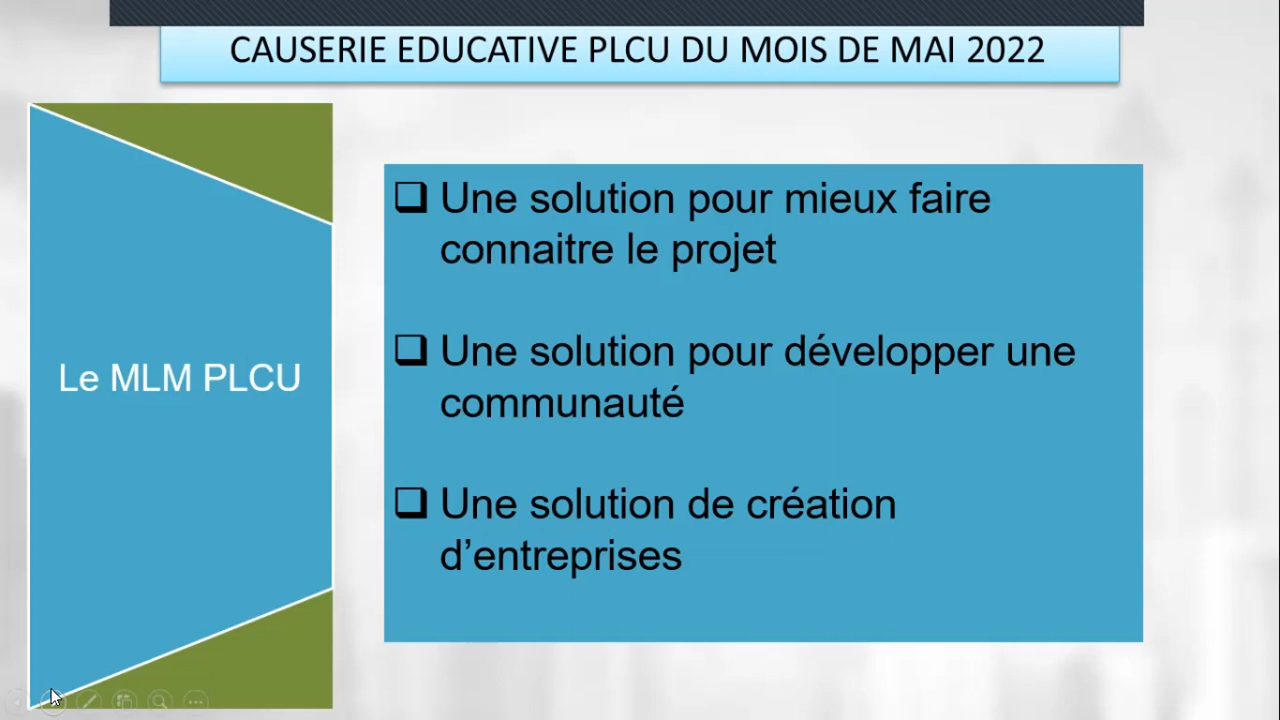 CAUSERIE EDUCATIVE PLCU DU MOIS DE MAI 2022
Le MLM PLCU
Une solution pour mieux faire
connaitre le projet
Une solution pour développer une
communauté
Une solution de création
d’entreprises